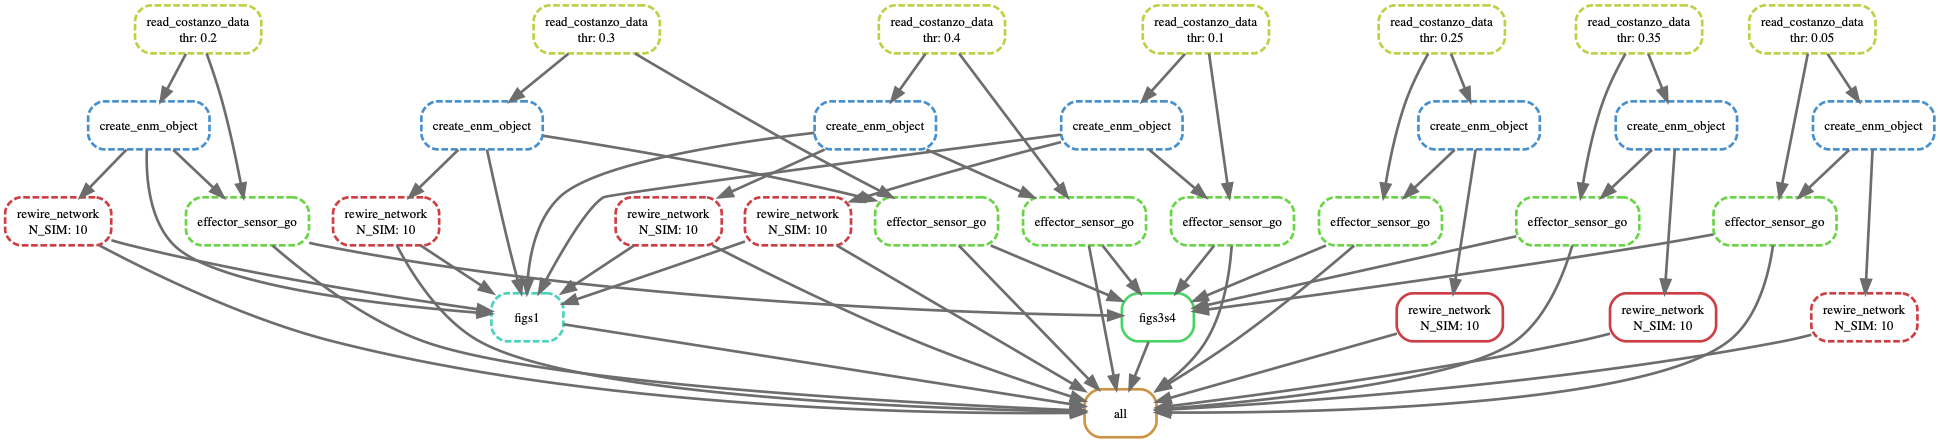 read_costanzo_data
thr: 0.2
read_costanzo_data
thr: 0.3
read_costanzo_data
thr: 0.4
read_costanzo_data
thr: 0.1
read_costanzo_data
thr: 0.25
read_costanzo_data
thr: 0.35
read_costanzo_data
thr: 0.05
create_enm_object
create_enm_object
create_enm_object
create_enm_object
create_enm_object
create_enm_object
create_enm_object
rewire_network
N_SIM: 10
effector_sensor_go
rewire_network
N_SIM: 10
rewire_network
N_SIM: 10
rewire_network
N_SIM: 10
effector_sensor_go
effector_sensor_go
effector_sensor_go
effector_sensor_go
effector_sensor_go
effector_sensor_go
figs1
figs3s4
rewire_network
N_SIM: 10
rewire_network
N_SIM: 10
rewire_network
N_SIM: 10
all